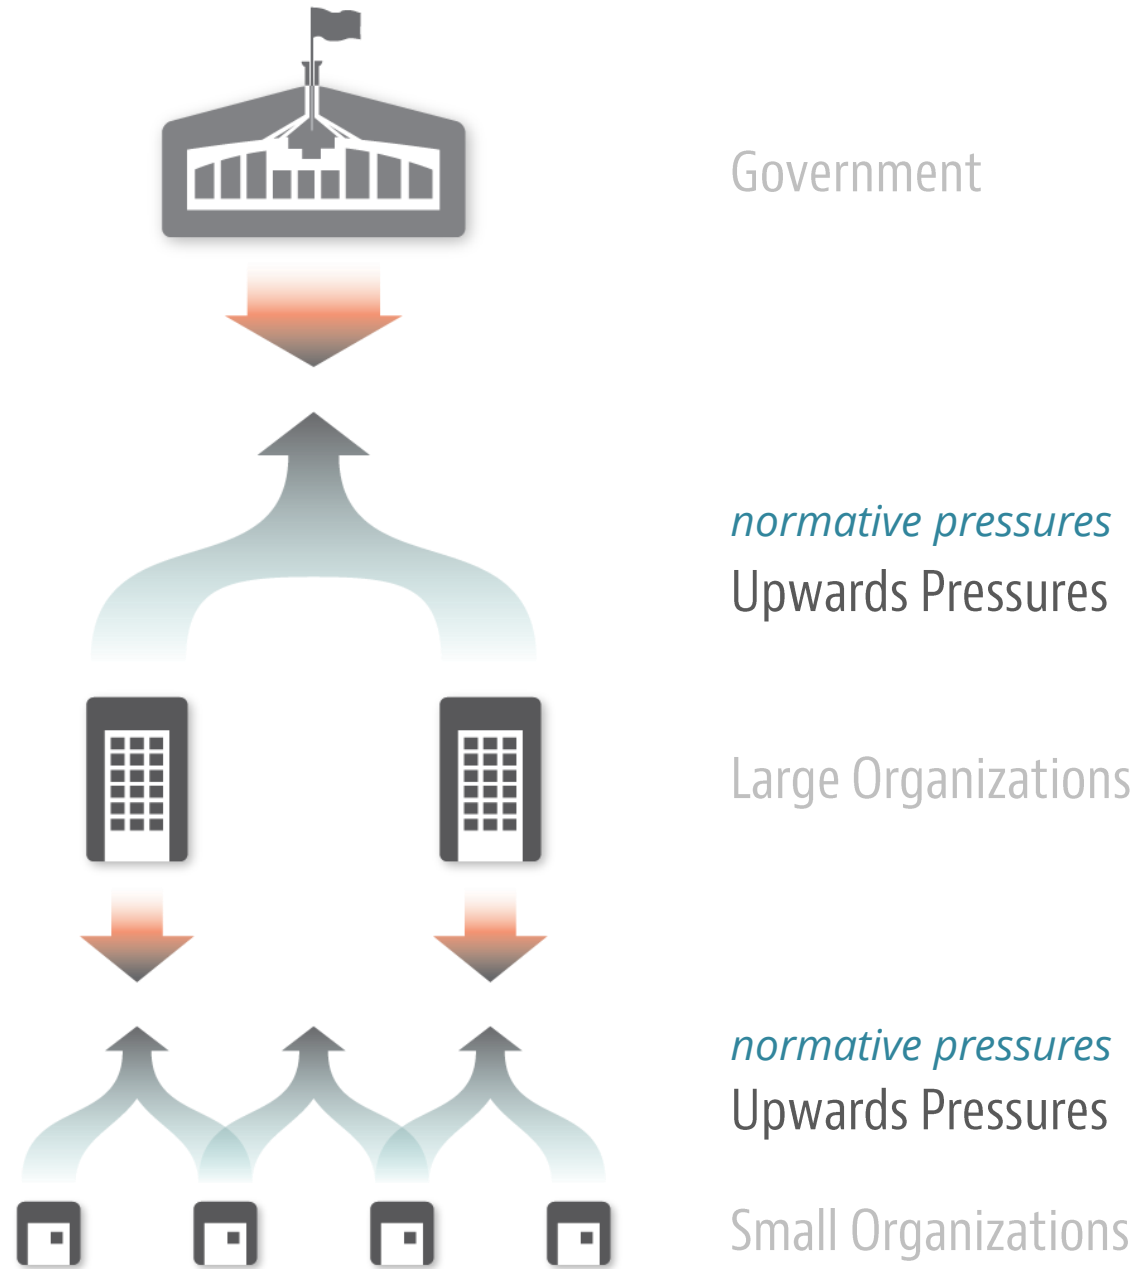 Government
normative pressures
Upwards Pressures
Large Organizations
normative pressures
Upwards Pressures
Small Organizations